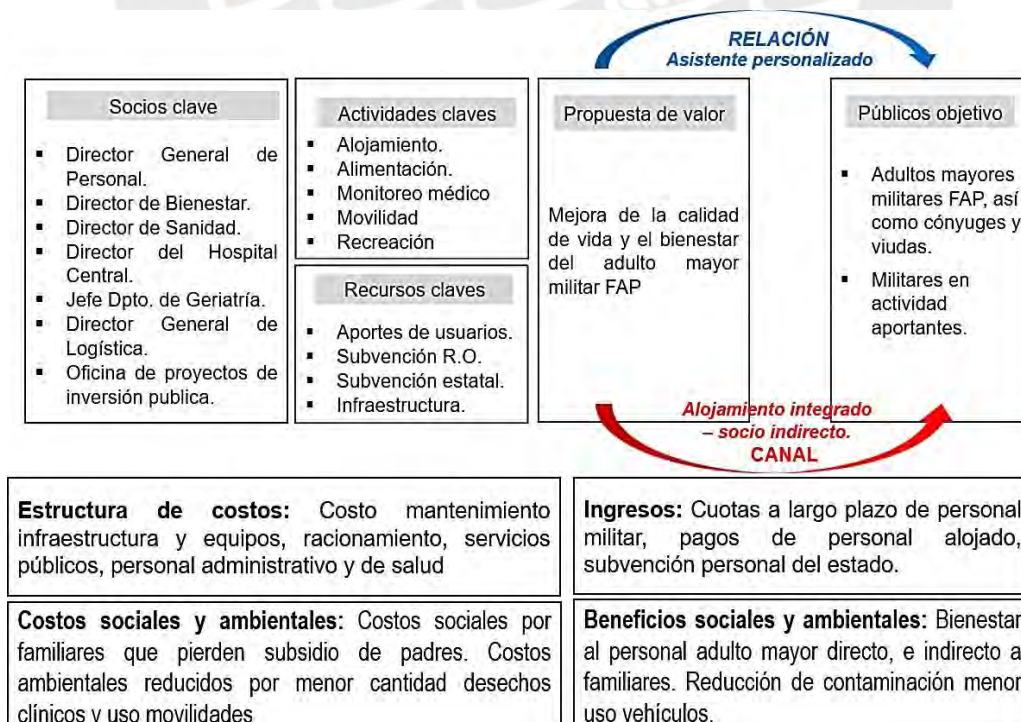 RELACIÓN
Asistente personalizado
Socios clave
▪ Director General de
Personal.
▪ Director de Bienestar.
▪ Director de Sanidad.
▪ Director del Hospital
Central.
▪ Jefe Dpto. de Geriatría.
▪ Director General de
Logística.
▪ Oficina de proyectos de
inversión publica.
Actividades claves
▪ Alojamiento.
▪ Alimentación.
▪ Monitoreo médico
▪ Movilidad
▪ Recreación
Recursos claves
▪ Aportes de usuarios.
▪ Subvención R.O.
▪ Subvención estatal.
▪ Infraestructura.
Propuesta de valor
Mejora de la calidad
de vida y el bienestar
del adulto mayor
militar FAP
Públicos objetivo
▪ Adultos mayores
militares FAP, así
como cónyuges y
viudas.
▪ Militares en
actividad
aportantes.
Alojamiento integrado
– socio indirecto.
CANAL
Estructura de costos: Costo mantenimiento
infraestructura y equipos, racionamiento, servicios
públicos, personal administrativo y de salud
Ingresos: Cuotas a largo plazo de personal
militar, pagos de personal alojado,
subvención personal del estado.
Costos sociales y ambientales: Costos sociales por
familiares que pierden subsidio de padres. Costos
ambientales reducidos por menor cantidad desechos
clínicos y uso movilidades
Beneficios sociales y ambientales: Bienestar
al personal adulto mayor directo, e indirecto a
familiares. Reducción de contaminación menor
uso vehículos.